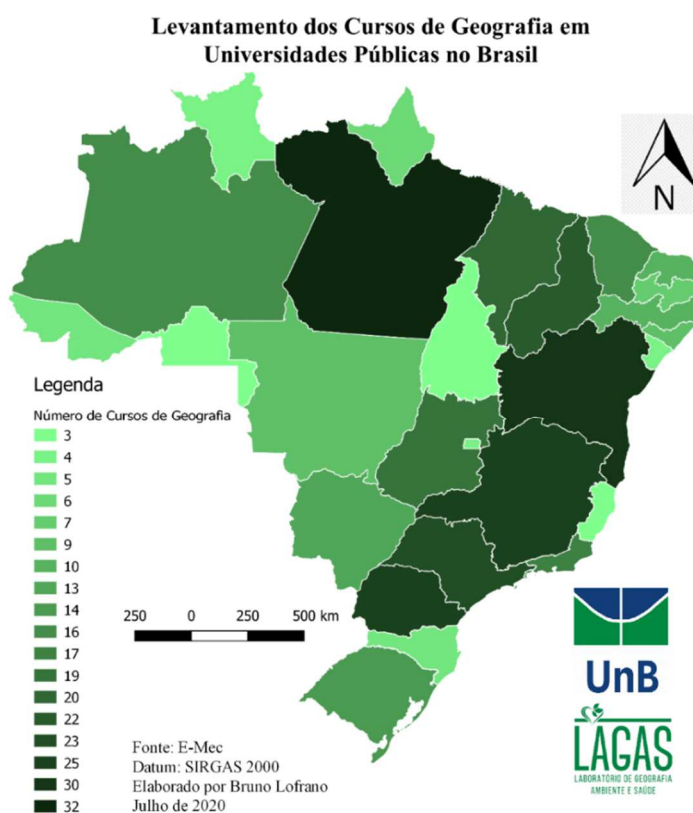 Levantamento dos Cursos de Geografia em
Universidades Públicas no Brasil
N
Legenda
Número de Cursos de Geografia
3
4
5
6
7
9
10
13
14
16
17
19
20
22
23
25
30
32
250 0 250 500 km
Fonte: E-Mec
Datum: SIRGAS 2000
Elaborado por Bruno Lofrano
Julho de 2020
UnB
LAGAS
LABORATÓRIO DE GEOGRAFIA
AMBIENTE E SAÚDE